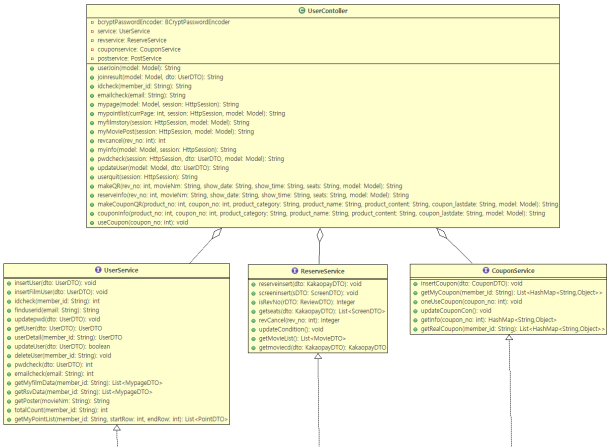 UserContoller
bcryptPasswordEncoder: BCryptPasswordEncoder
service: UserService
revservice: ReserveService
couponservice: CouponService
postservice: PostService
userJoin(model: Model): String
joinresult(model: Model, dto: UserDTO): String
idcheck(member_id: String): String
emailcheck(email: String): String
mypage(model: Model, session: HttpSession): String
mypointlist(currPage: int, session: HttpSession, model: Model): String
myfilmstory(session: HttpSession, model: Model): String
myMoviePost(session: HttpSession, model: Model): String
revcancel(rev_no: int): int
myinfo(model: Model, session: HttpSession): String
pwdcheck(session: HttpSession, dto: UserDTO, model: Model): String
updateUser(model: Model, dto: UserDTO): String
userquit(session: HttpSession): String
makeQR(rev_no: int, movieNm: String, show_date: String, show_time: String, seats: String, model: Model): String
reserveinfo(rev_no: int, movieNm: String, show_date: String, show_time: String, seats: String, model: Model): String
makeCouponQR(product_no: int, coupon_no: int, product_category: String, product_name: String, product_content: String, coupon_lastdate: String, model: Model): String
couponinfo(product_no: int, coupon_no: int, product_category: String, product_name: String, product_content: String, coupon_lastdate: String, model: Model): String
useCoupon(coupon_no: int): void
UserService
insertUser(dto: UserDTO): void
insertFilmUser(dto: UserDTO): void
idcheck(member_id: String): int
finduserid(email: String): String
updatepwd(dto: UserDTO): void
getUser(dto: UserDTO): UserDTO
userDetail(member_id: String): UserDTO
updateUser(dto: UserDTO): boolean
deleteUser(member_id: String): void
pwdcheck(dto: UserDTO): int
emailcheck(email: String): int
getMyfilmData(member_id: String): List<MypageDTO>
getRsvData(member_id: String): List<MypageDTO>
getPoster(movieNm: String): String
totalCount(member_id: String): int
getMyPointList(member_id: String, startRow: int, endRow: int): List<PointDTO>
ReserveService
reserveinsert(dto: KakaopayDTO): void
screeninsert(sDTO: ScreenDTO): void
isRevNo(rDTO: ReviewDTO): Integer
getseats(dto: KakaopayDTO): List<ScreenDTO>
revCancel(rev_no: int): Integer
updateCondition(): void
getMovieList(): List<MovieDTO>
getmoviecd(dto: KakaopayDTO): KakaopayDTO
CouponService
insertCoupon(dto: CouponDTO): void
getMyCoupon(member_id: String): List<HashMap<String,Object>>
oneUseCoupon(coupon_no: int): void
updateCouponCon(): void
getInfo(coupon_no: int): HashMap<String,Object>
getRealCoupon(member_id: String): List<HashMap<String,Object>>